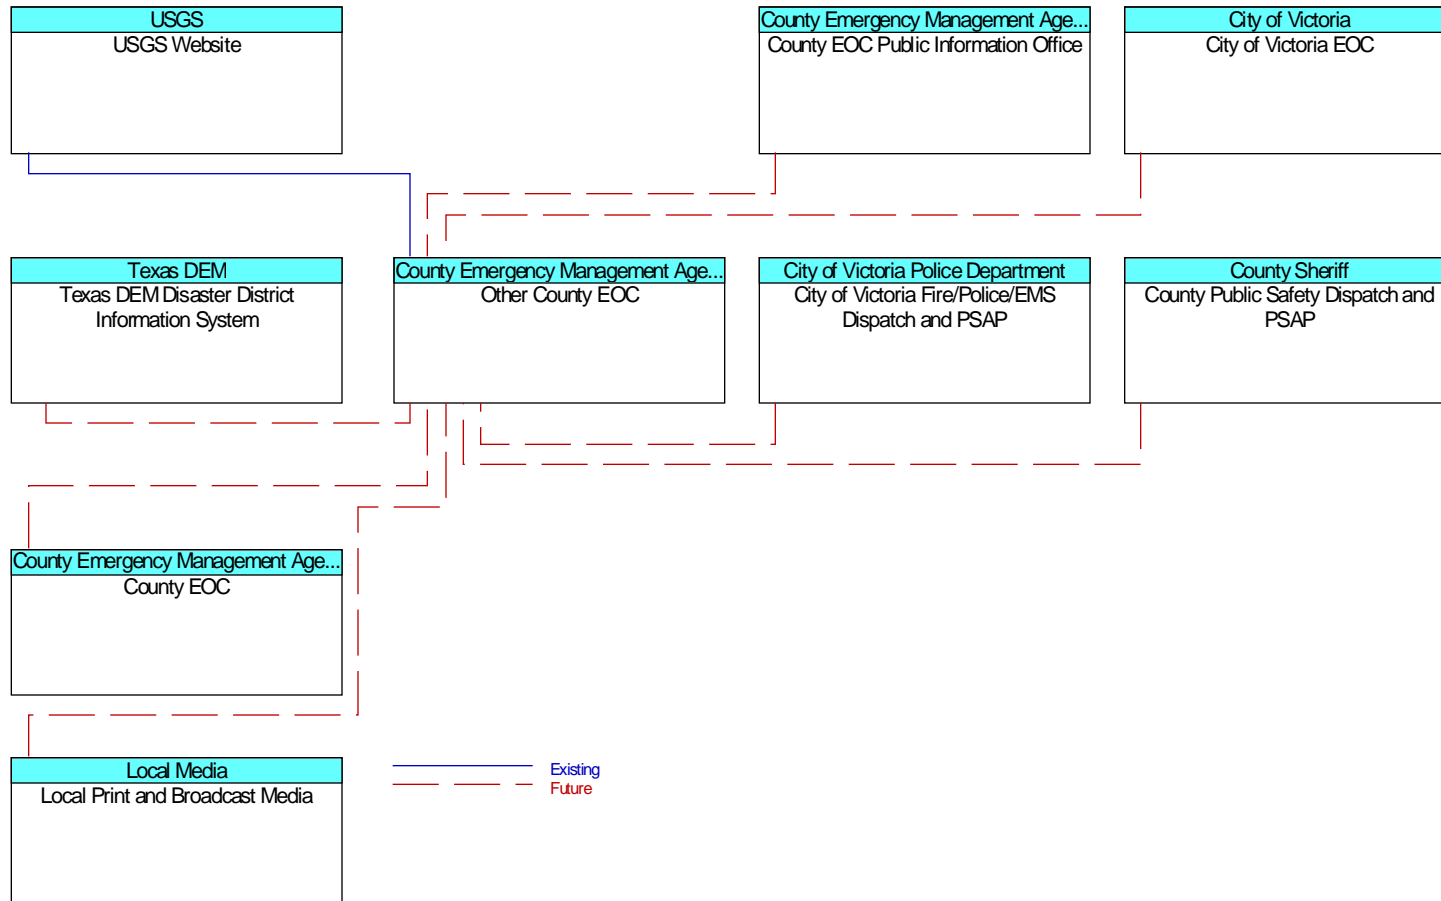 USGS
USGS Website
County Emergency Management Age...
County EOC Public Information Office
City of Victoria
City of Victoria EOC
Texas DEM
Texas DEM Disaster District
Information System
County Emergency Management Age...
Other County EOC
City of Victoria Police Department
City of Victoria Fire/Police/EMS
Dispatch and PSAP
County Sheriff
County Public Safety Dispatch and
PSAP
County Emergency Management Age...
County EOC
Local Media
Local Print and Broadcast Media
Existing
Future